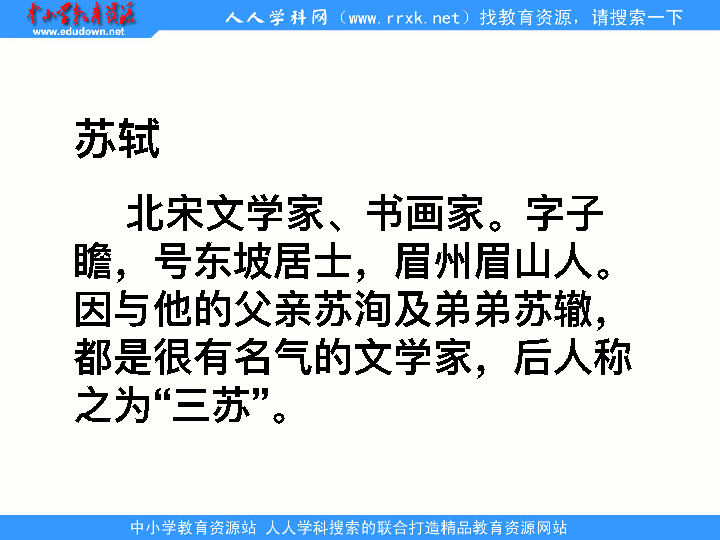 中小学教育资源
www.edudown.net
人人学科网（www.rrxk.net）找教育资源，请搜索一下
苏轼
北宋文学家、书画家。字子
瞻，号东坡居士，眉州眉山人。
因与他的父亲苏洵及弟弟苏辙，
都是很有名气的文学家，后人称
之为“三苏”。
中小学教育资源站 人人学科搜索的联合打造精品教育资源网站